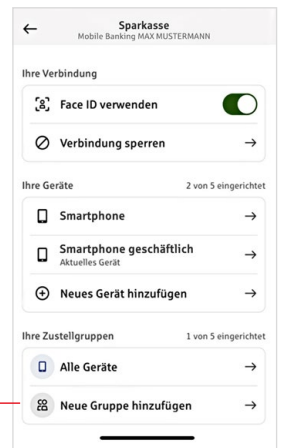 Sparkasse
Mobile Banking MAX MUSTERMANN
Ihre Verbindung
Face ID verwenden
Verbindung sperren
Ihre Geräte 2 von 5 eingerichtet
Smartphone
Smartphone geschäftlich
Aktuelles Gerät
Neues Gerät hinzufügen
Ihre Zustellgruppen 1 von 5 eingerichtet
Alle Geräte
Neue Gruppe hinzufügen